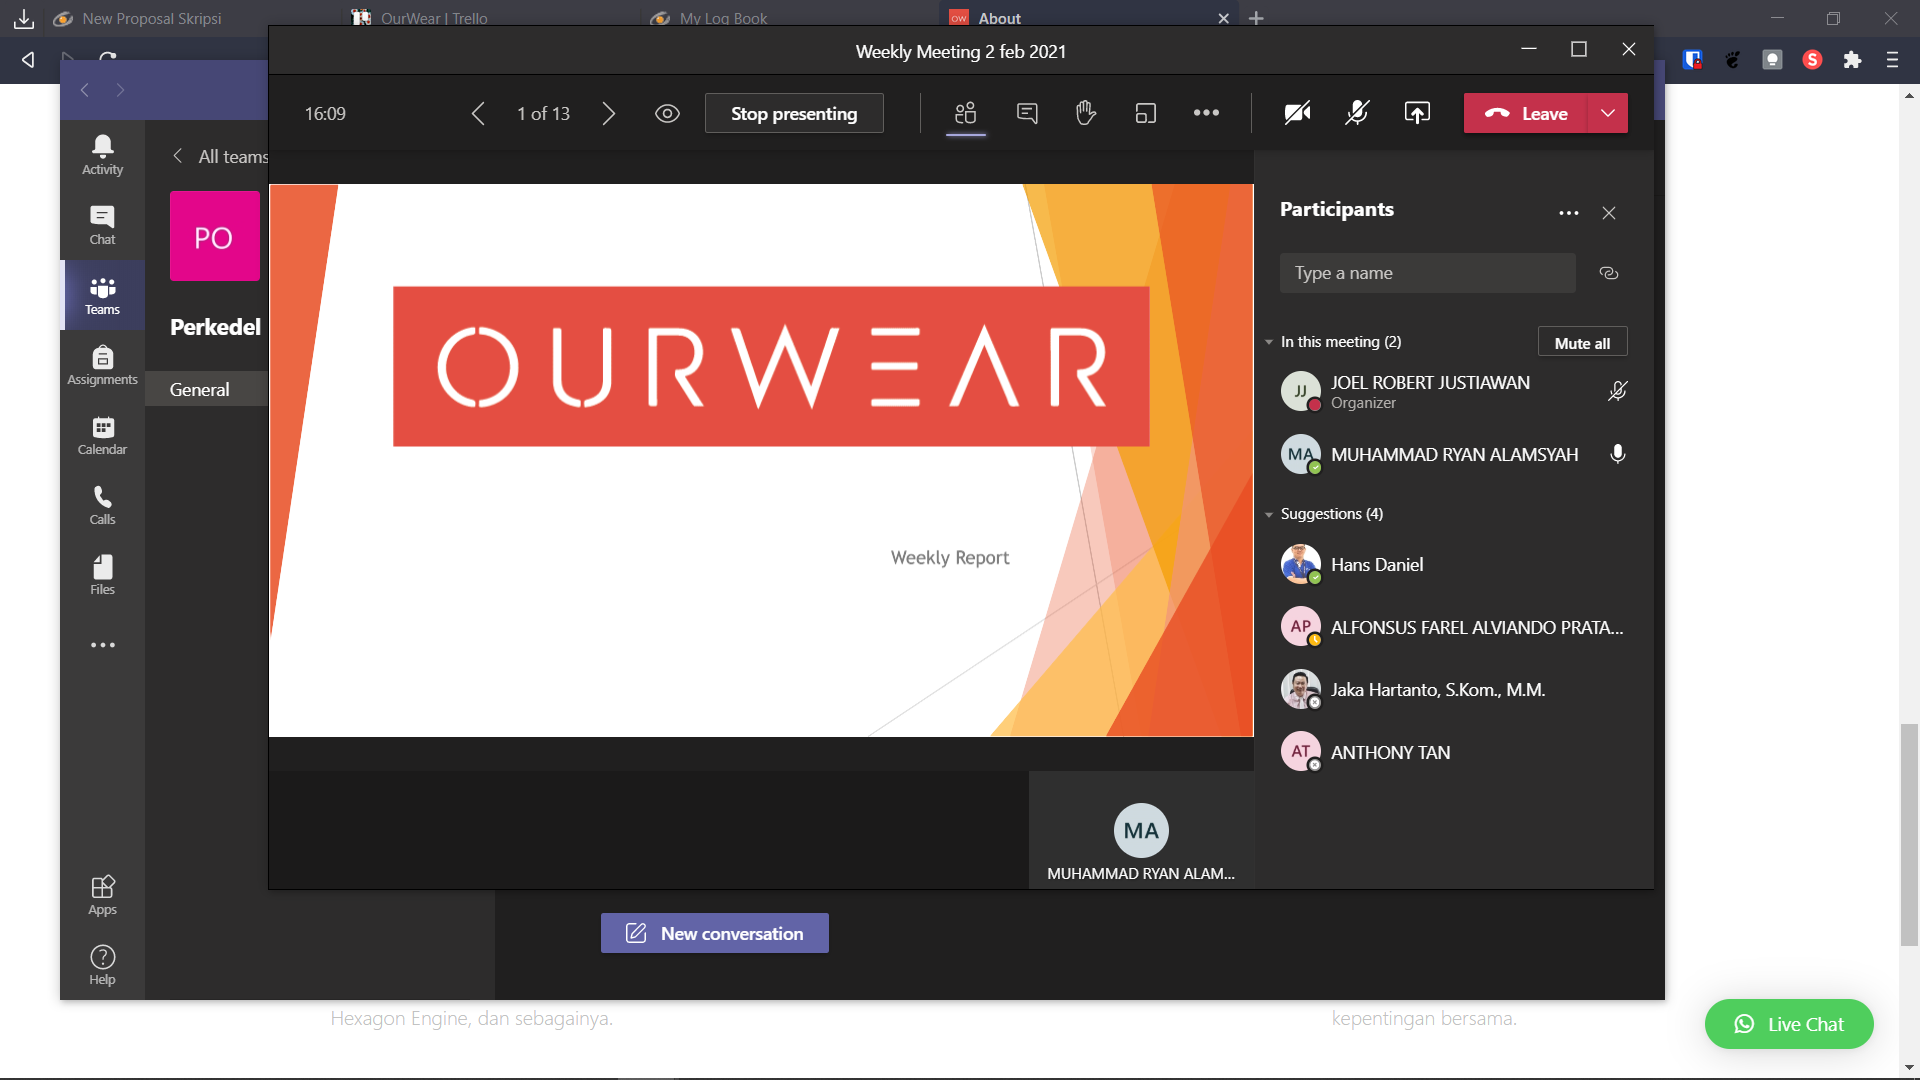 New Proposal Skripsi
OurWear | Trello
My Log Book
OW
About
Weekly Meeting 2 feb 2021
16:09
1 of 13
Stop presenting
Leave
Activity
Chat
Teams
Assignments
Calendar
Calls
Files
Apps
Help
All teams
PO
Perkedel
General
OURWEAR
Weekly Report
MA
MUHAMMAD RYAN ALAM...
Participants
Type a name
In this meeting (2)
Mute all
JJ
JOEL ROBERT JUSTIAWAN
Organizer
MA
MUHAMMAD RYAN ALAMSYAH
Suggestions (4)
Hans Daniel
AP
ALFONSUS FAREL ALVIANDO PRATA...
Jaka Hartanto, S.Kom., M.M.
AT
ANTHONY TAN
New conversation
Hexagon Engine, dan sebagainya.
kepentingan bersama.
Live Chat
S